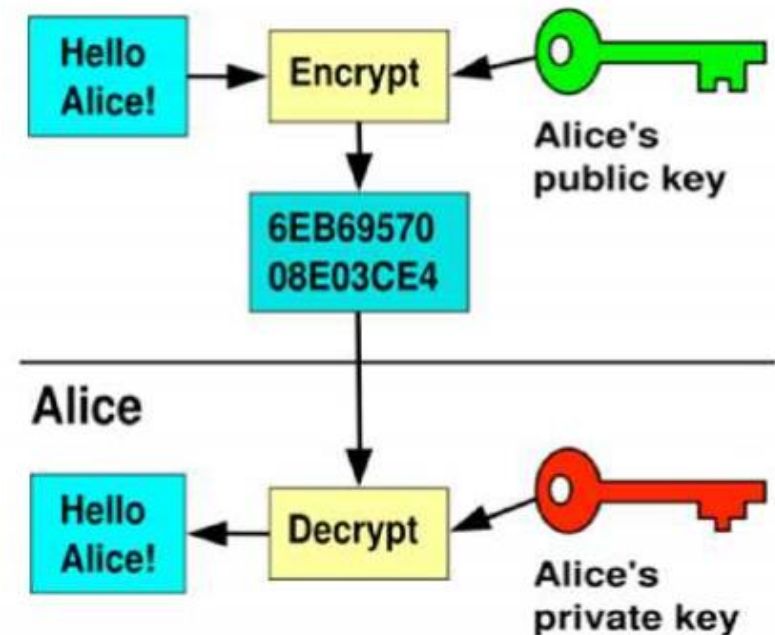 Hello
Alice!
Encrypt
Alice's
public key
6EB69570
08E03CE4
Alice
Hello
Alice!
Decrypt
Alice's
private key